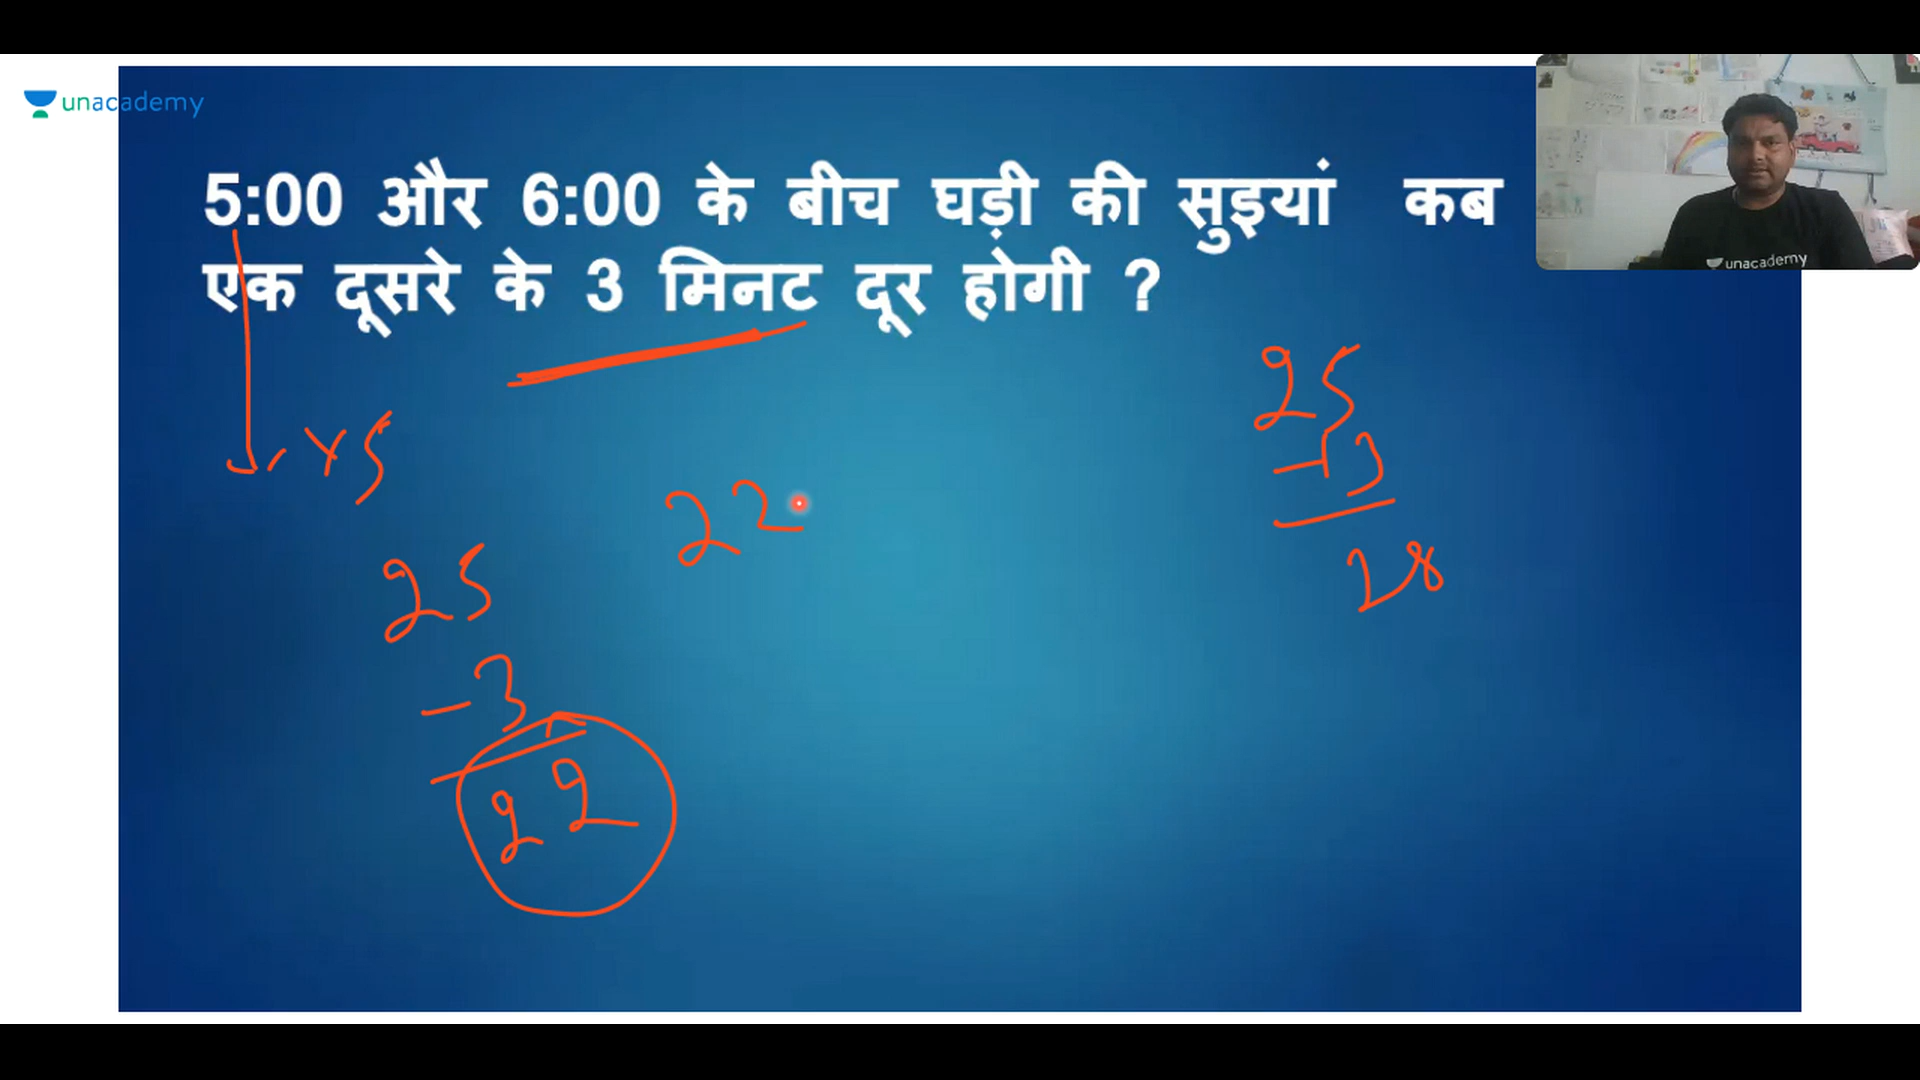 unacademy
5:00 और 6:00 के बीच घड़ी की सुइयां कब
एक दूसरे के 3 मिनट दूर होगी ?
unacademy
×5
25
-3
22
22
25
+3
28